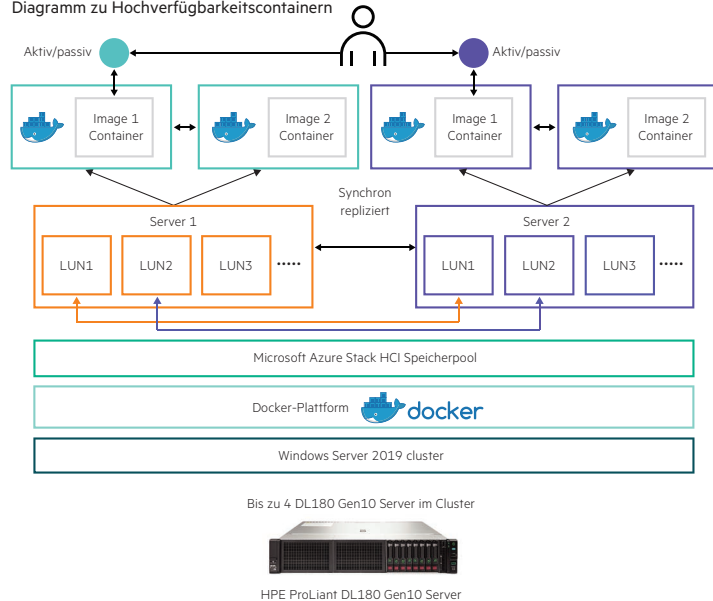 Diagramm zu Hochverfügbarkeitscontainern
Aktiv/passiv
Aktiv/passiv
Image 1
Container
Image 2
Container
Image 1
Container
Image 2
Container
Synchron
repliziert
Server 1
LUN1
LUN2
LUN3
.....
Server 2
LUN1
LUN2
LUN3
.....
Microsoft Azure Stack HCI Speicherpool
Docker-Plattform docker
Windows Server 2019 cluster
Bis zu 4 DL180 Gen10 Server im Cluster
HPE ProLiant DL180 Gen10 Server